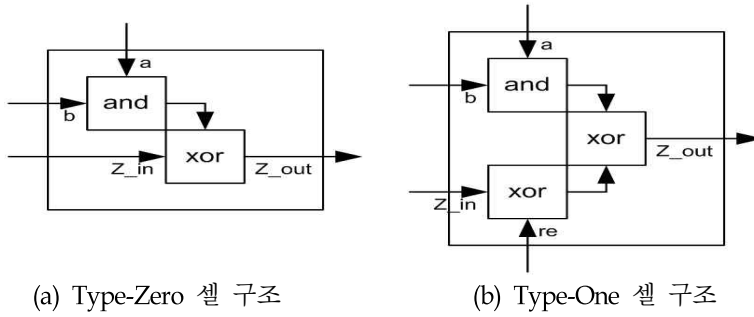 a
and
b
xor
Z_in
Z_out
a
and
b
xor
Z_out
xor
Z_in
re
(a) Type-Zero 셀 구조
(b) Type-One 셀 구조